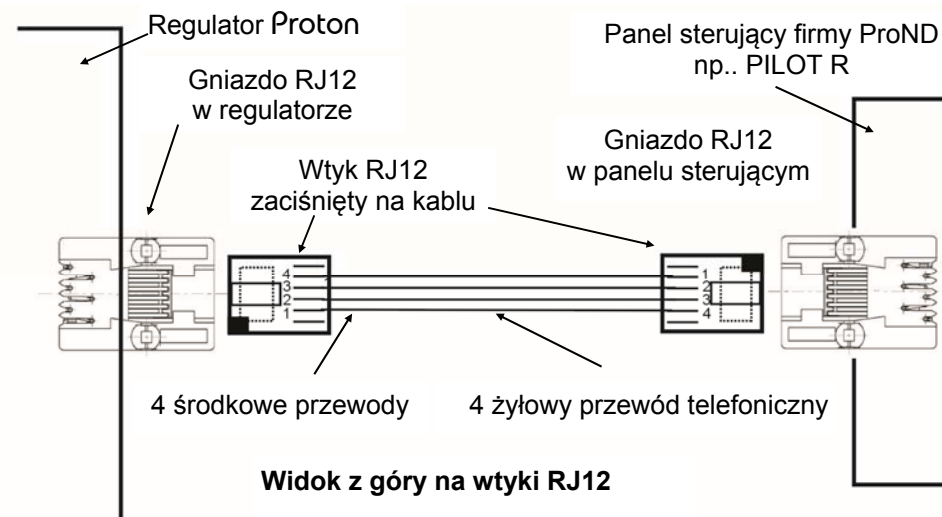 Regulator Proton
Gniazdo RJ12
w regulatorze
Panel sterujący firmy ProND
np.. PILOT R
Gniazdo RJ12
w panelu sterującym
Wtyk RJ12
zaciśnięty na kablu
4
3
2
1
1
2
3
4
4 środkowe przewody
4 żyłowy przewód telefoniczny
Widok z góry na wtyki RJ12